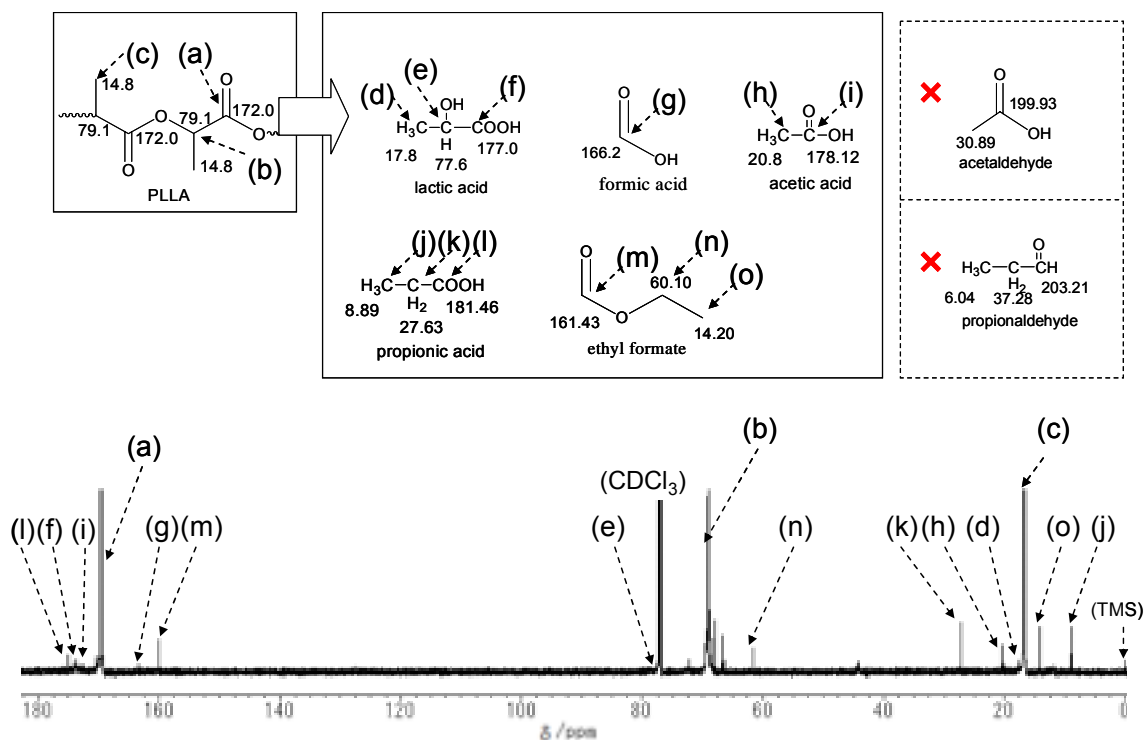 (c)
(a)
14.8
O
79.1
172.0
79.1
172.0
O
O
O
14.8
(b)
PLLA
(e)
(d)
(f)
OH
H₃C
C
COOH
H
17.8
77.6
177.0
lactic acid
O
(g)
166.2
OH
formic acid
(h)
(i)
O
H₃C
C
OH
20.8
178.12
acetic acid
(j)(k)(l)
H₃C
C
COOH
H₂
8.89
27.63
181.46
propionic acid
O
(m)
(n)
60.10
(o)
161.43
O
14.20
ethyl formate
O
199.93
30.89
OH
acetaldehyde
O
H₃C
C
CH
H₂
6.04
37.28
203.21
propionaldehyde
(a)
(l)(f)(i)
(g)(m)
(CDCl₃)
(e)
(b)
(n)
(c)
(k)(h)
(d)
(o)
(j)
(TMS)
180
160
140
120
100
80
60
40
20
0
/ppm